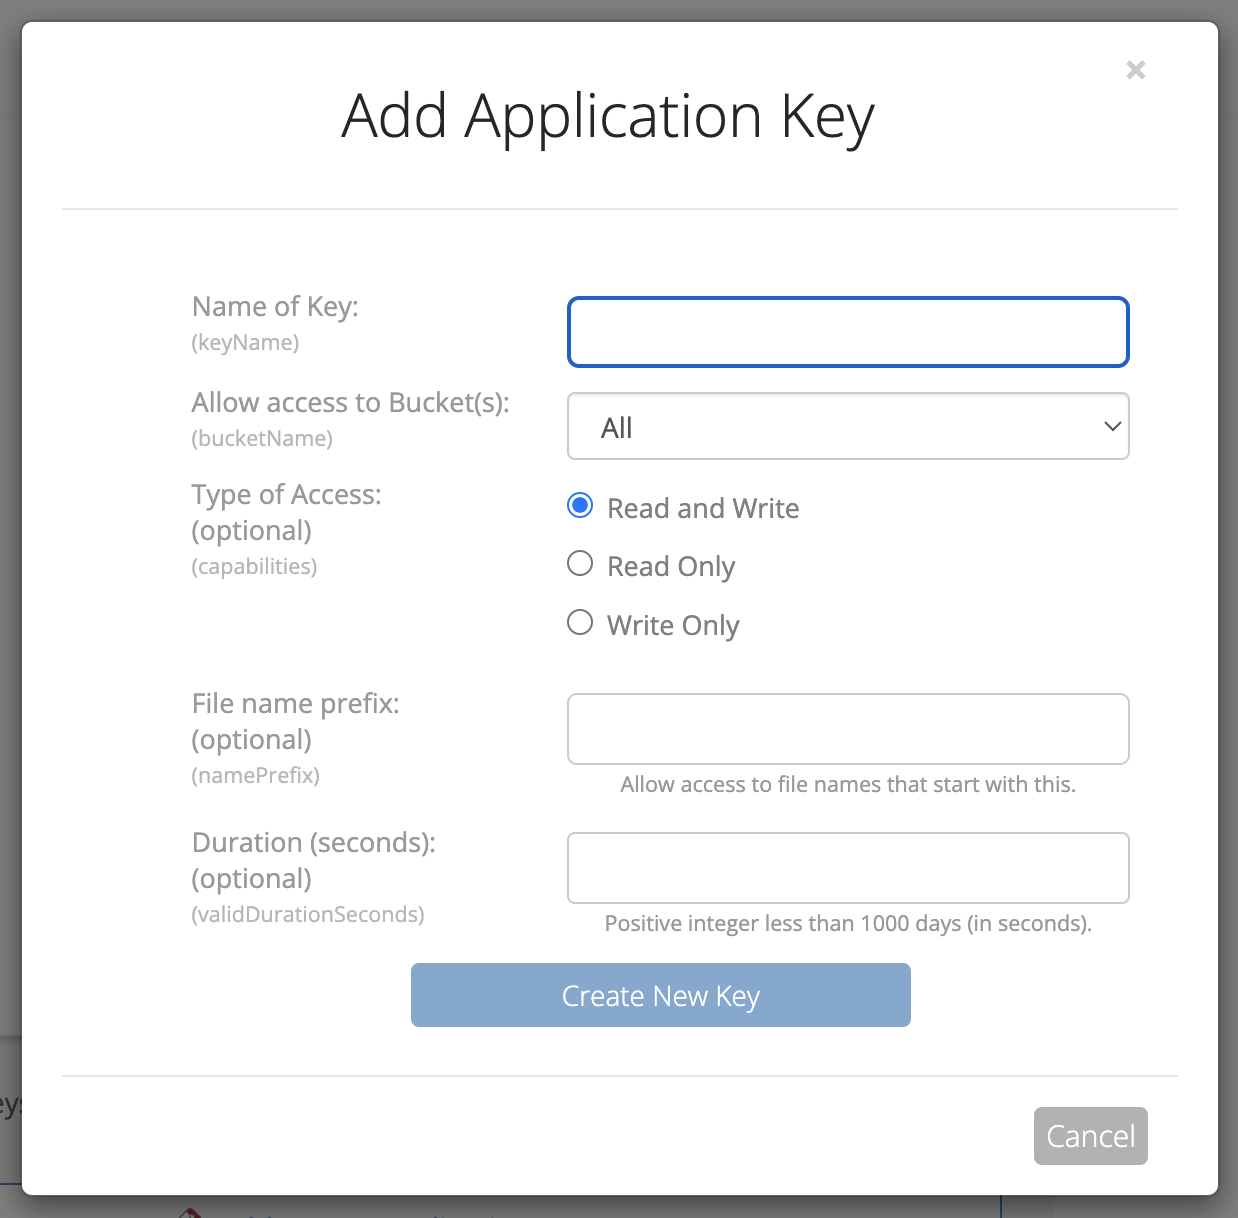 ×
Add Application Key
Name of Key:
(keyName)
Allow access to Bucket(s):
(bucketName)
All
Type of Access:
(optional)
(capabilities)
Read and Write
Read Only
Write Only
File name prefix:
(optional)
(namePrefix)
Allow access to file names that start with this.
Duration (seconds):
(optional)
(validDurationSeconds)
Positive integer less than 1000 days (in seconds).
Create New Key
Cancel